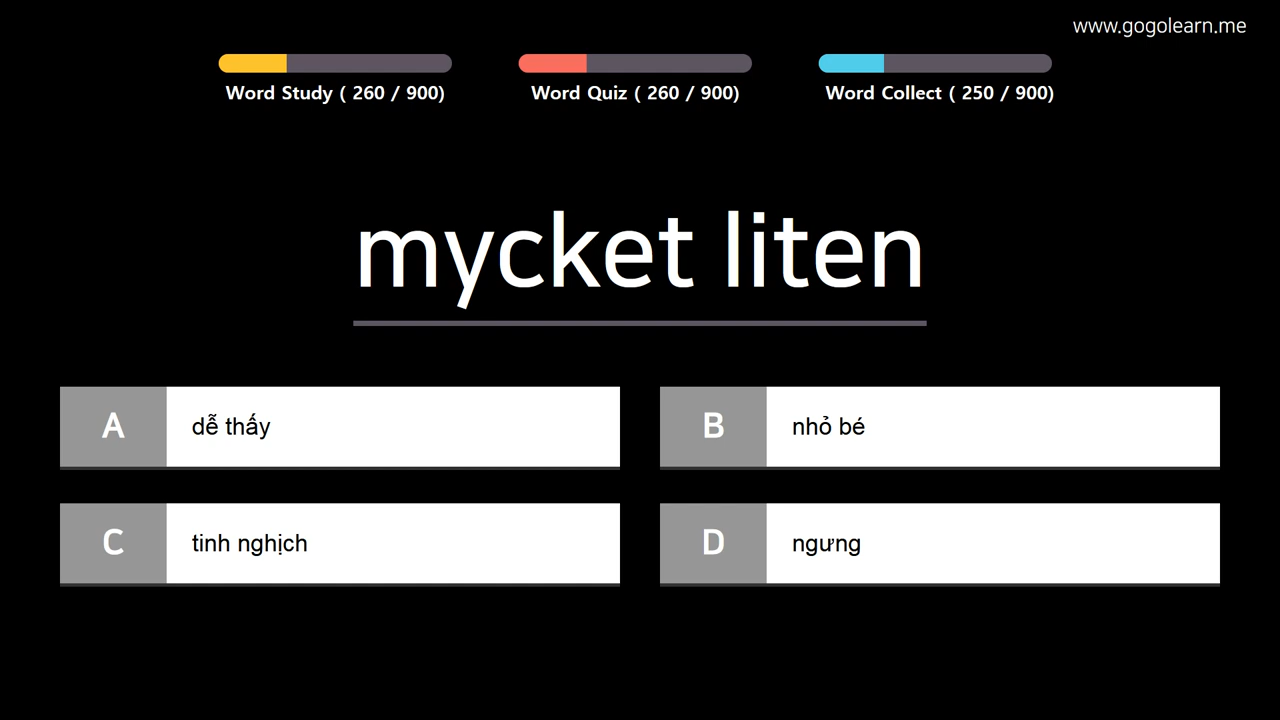 www.gogolearn.me
Word Study ( 260 / 900)
Word Quiz ( 260 / 900)
Word Collect ( 250 / 900)
mycket liten
A dễ thấy
B nhỏ bé
C tinh nghịch
D ngưng